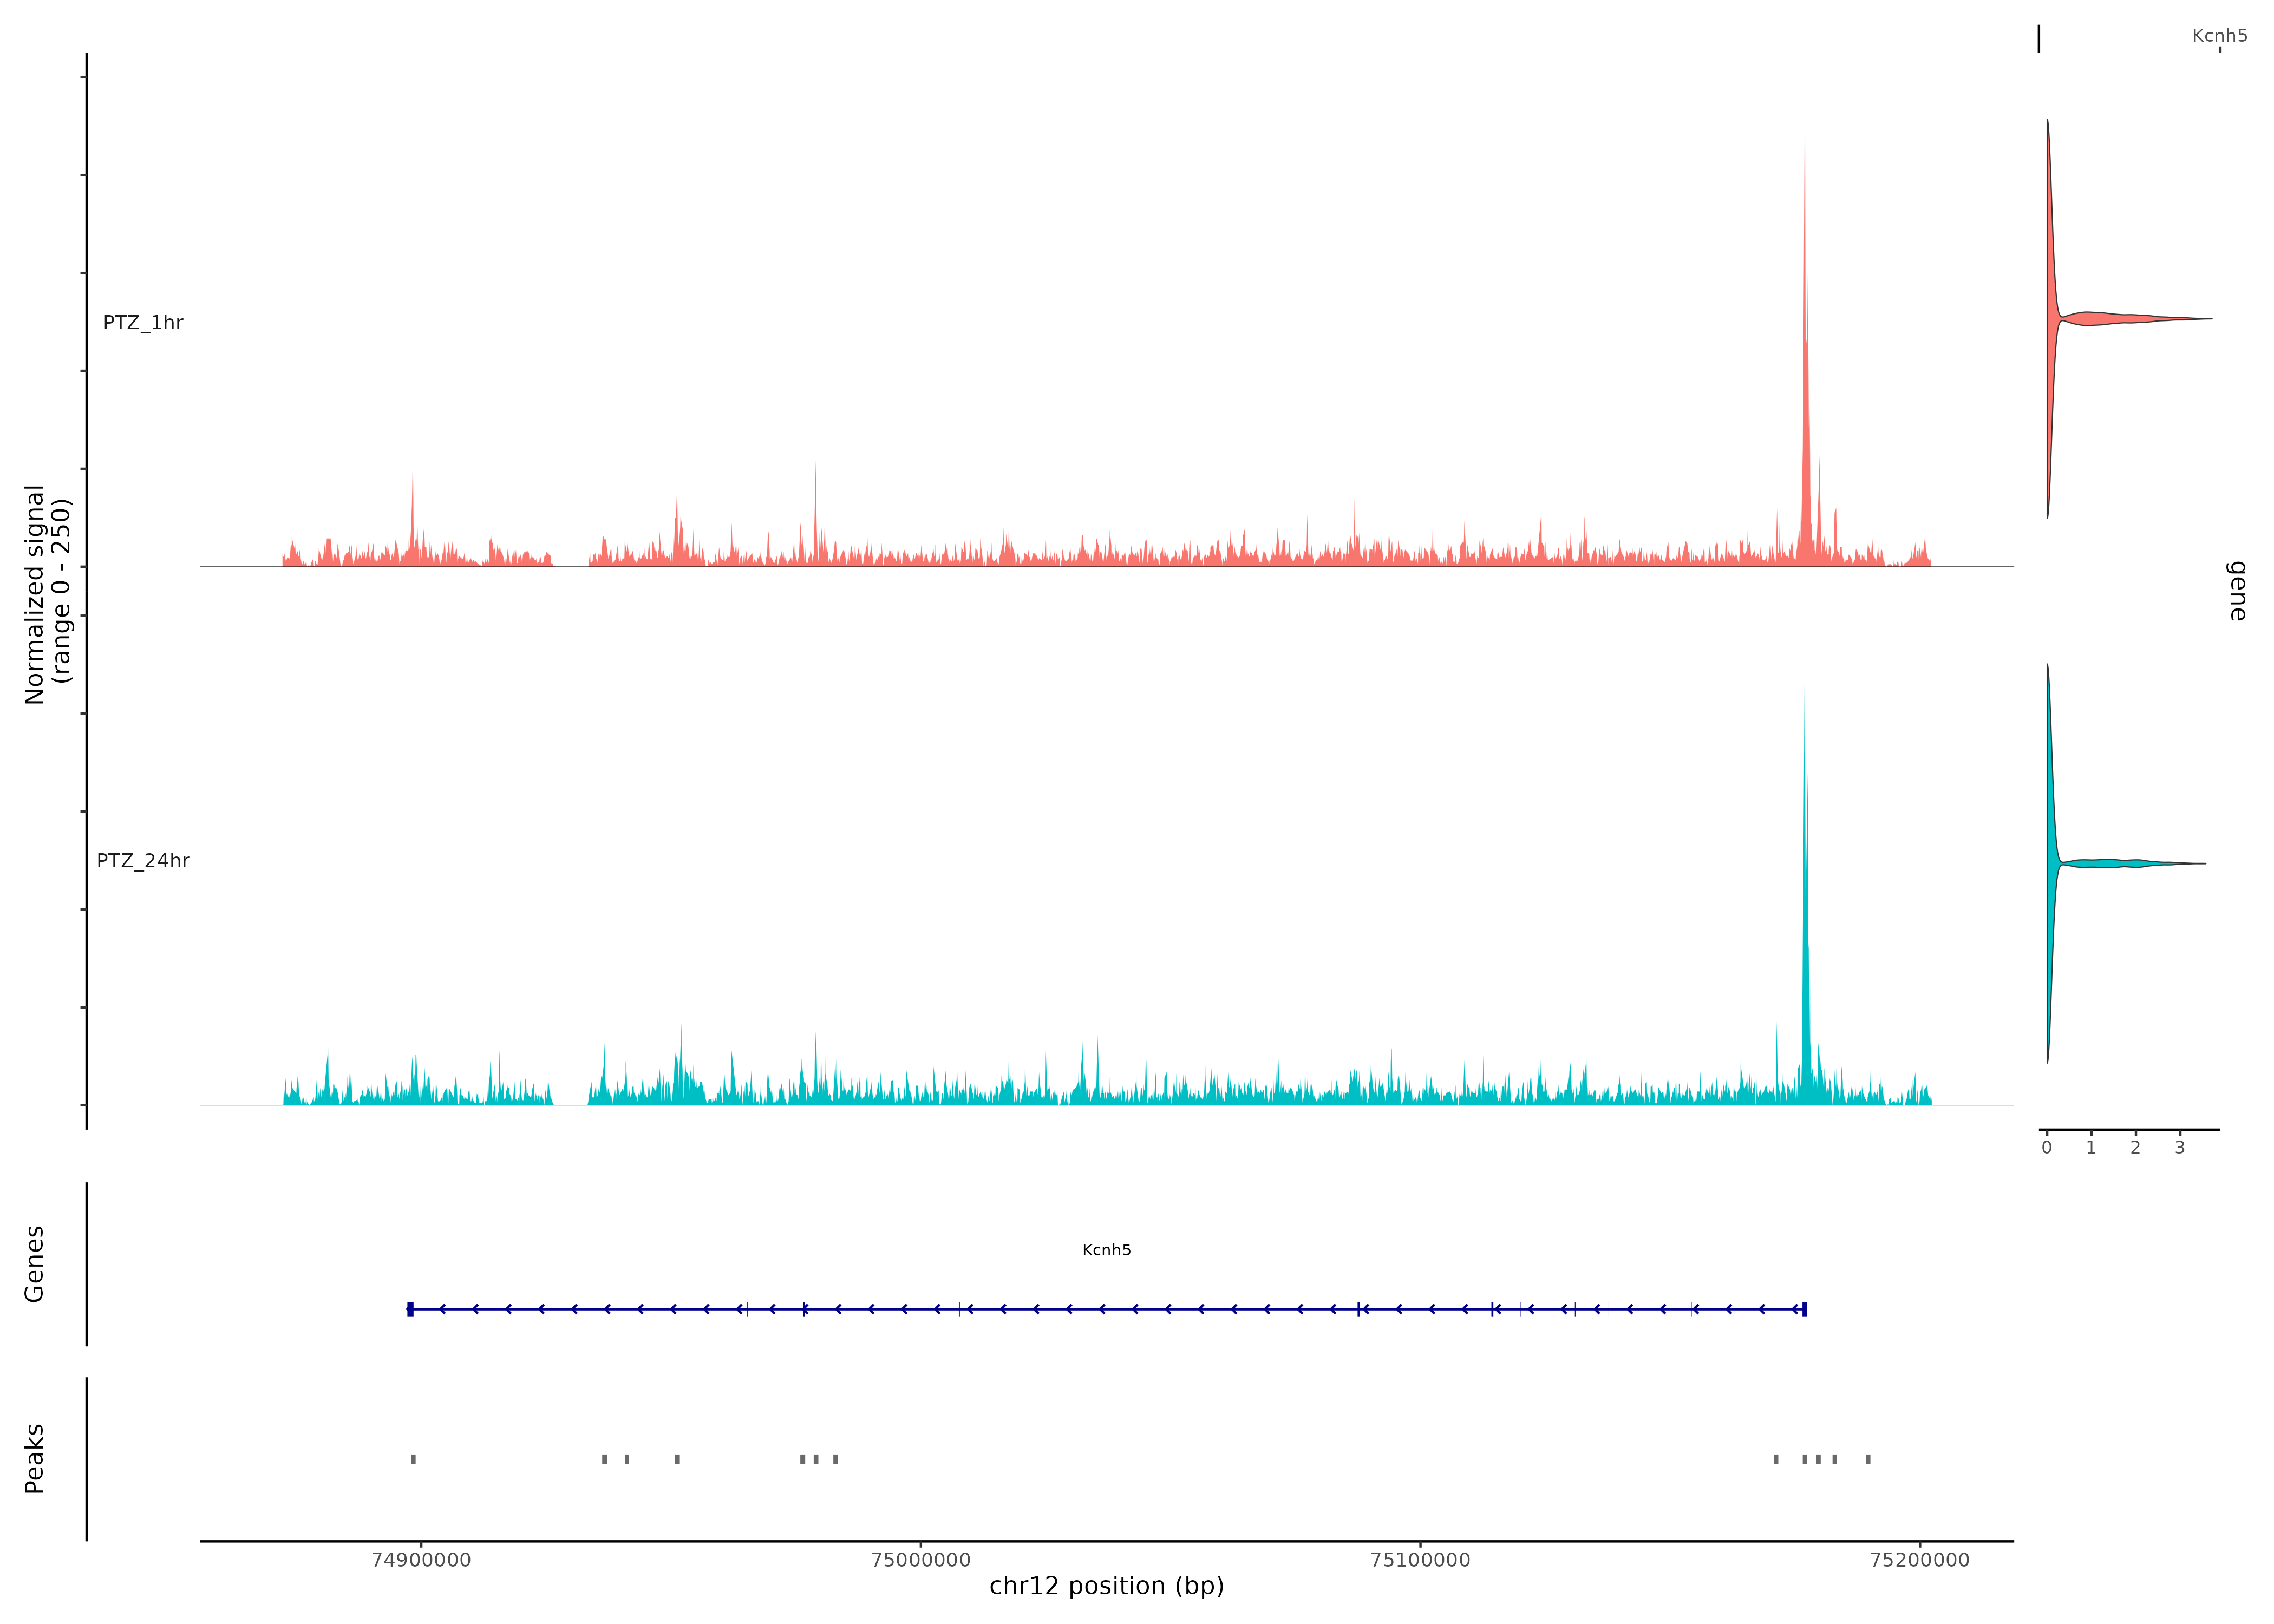 Kcnh5
Normalized signal
(range 0 - 250)
PTZ_1hr
PTZ_24hr
gene
0 1 2 3
Genes
Kcnh5
Peaks
74900000 75000000 75100000 75200000
chr12 position (bp)